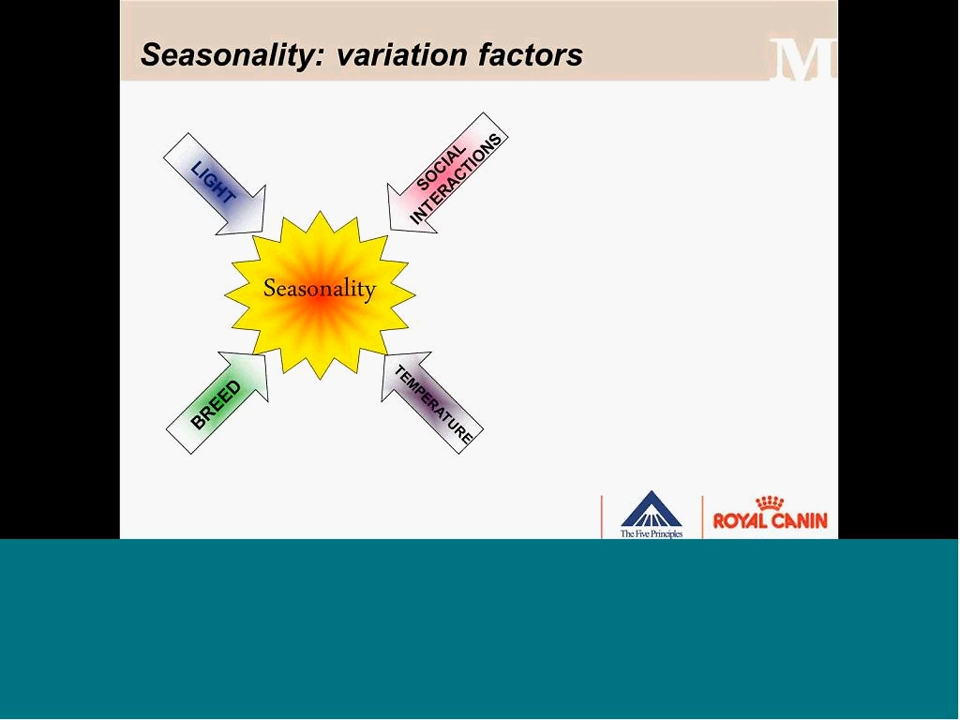 Seasonality: variation factors
M
LIGHT
SOCIAL
INTERACTIONS
Seasonality
BREED
TEMPERATURE
The Five Principles
ROYAL CANIN